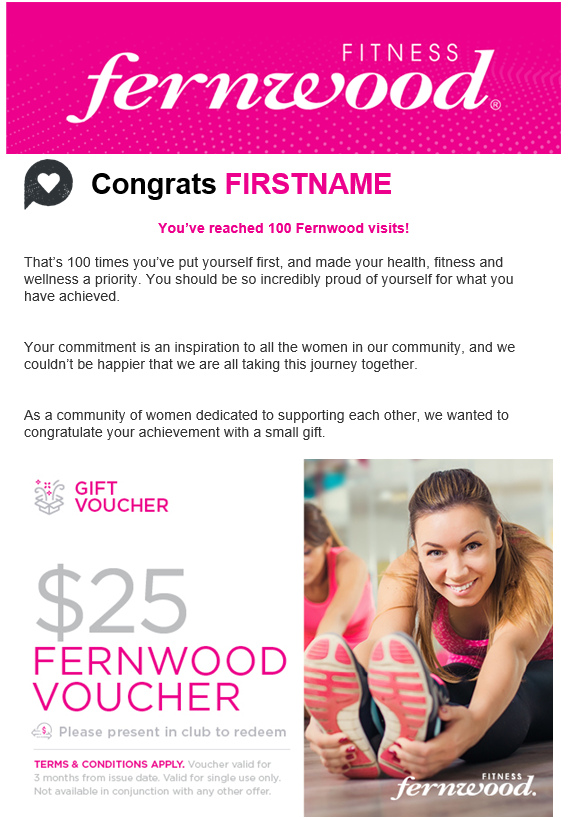 FITNESS
fernwood®
Congrats FIRSTNAME
You've reached 100 Fernwood visits!
That's 100 times you've put yourself first, and made your health, fitness and
wellness a priority. You should be so incredibly proud of yourself for what you
have achieved.
Your commitment is an inspiration to all the women in our community, and we
couldn't be happier that we are all taking this journey together.
As a community of women dedicated to supporting each other, we wanted to
congratulate your achievement with a small gift.
GIFT
VOUCHER
$25
FERNWOOD
VOUCHER
Please present in club to redeem
TERMS & CONDITIONS APPLY. Voucher valid for
3 months from issue date. Valid for single use only.
Not available in conjunction with any other offer.
FITNESS
fernwood.